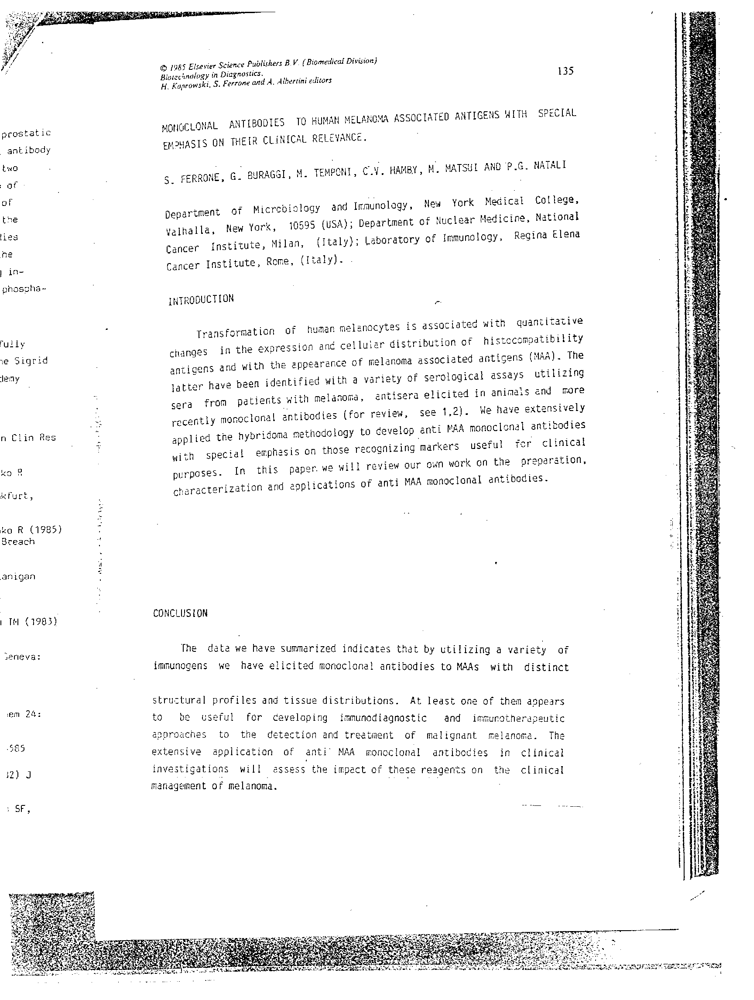 © 1985 Elsevier Science Publishers B.V. (Biomedical Division)
Biotechnology in Diagnostics.
H. Koprowski, S. Ferrone and A. Albertini editors
135
MONOCLONAL ANTIBODIES TO HUMAN MELANOMA ASSOCIATED ANTIGENS WITH SPECIAL
EMPHASIS ON THEIR CLINICAL RELEVANCE.
S. FERRONE, G. BURAGGI, M. TEMPONI, C.V. HAMBY, M. MATSUI AND P.G. NATALI
Department of Microbiology and Immunology, New York Medical College,
Valhalla, New York, 10595 (USA); Department of Nuclear Medicine, National
Cancer Institute, Milan, (Italy); Laboratory of Immunology, Regina Elena
Cancer Institute, Rome, (Italy).
INTRODUCTION
Transformation of human melanocytes is associated with quantitative
changes in the expression and cellular distribution of histocompatibility
antigens and with the appearance of melanoma associated antigens (MAA). The
latter have been identified with a variety of serological assays utilizing
sera from patients with melanoma, antisera elicited in animals and more
recently monoclonal antibodies (for review, see 1,2). We have extensively
applied the hybridoma methodology to develop anti MAA monoclonal antibodies
with special emphasis on those recognizing markers useful for clinical
purposes. In this paper we will review our own work on the preparation,
characterization and applications of anti MAA monoclonal antibodies.
CONCLUSION
The data we have summarized indicates that by utilizing a variety of
immunogens we have elicited monoclonal antibodies to MAAs with distinct
structural profiles and tissue distributions. At least one of them appears
to be useful for developing immunodiagnostic and immunotherapeutic
approaches to the detection and treatment of malignant melanoma. The
extensive application of anti MAA monoclonal antibodies in clinical
investigations will assess the impact of these reagents on the clinical
management of melanoma.
prostatic
antibody
two
of
of
the
he
in-
phospha-
fully
Sigrid
n Clin Res
ko R
kfurt,
ko R (1985)
Breach
anigan
TM (1983)
Geneva:
em 24:
585
J
SF,